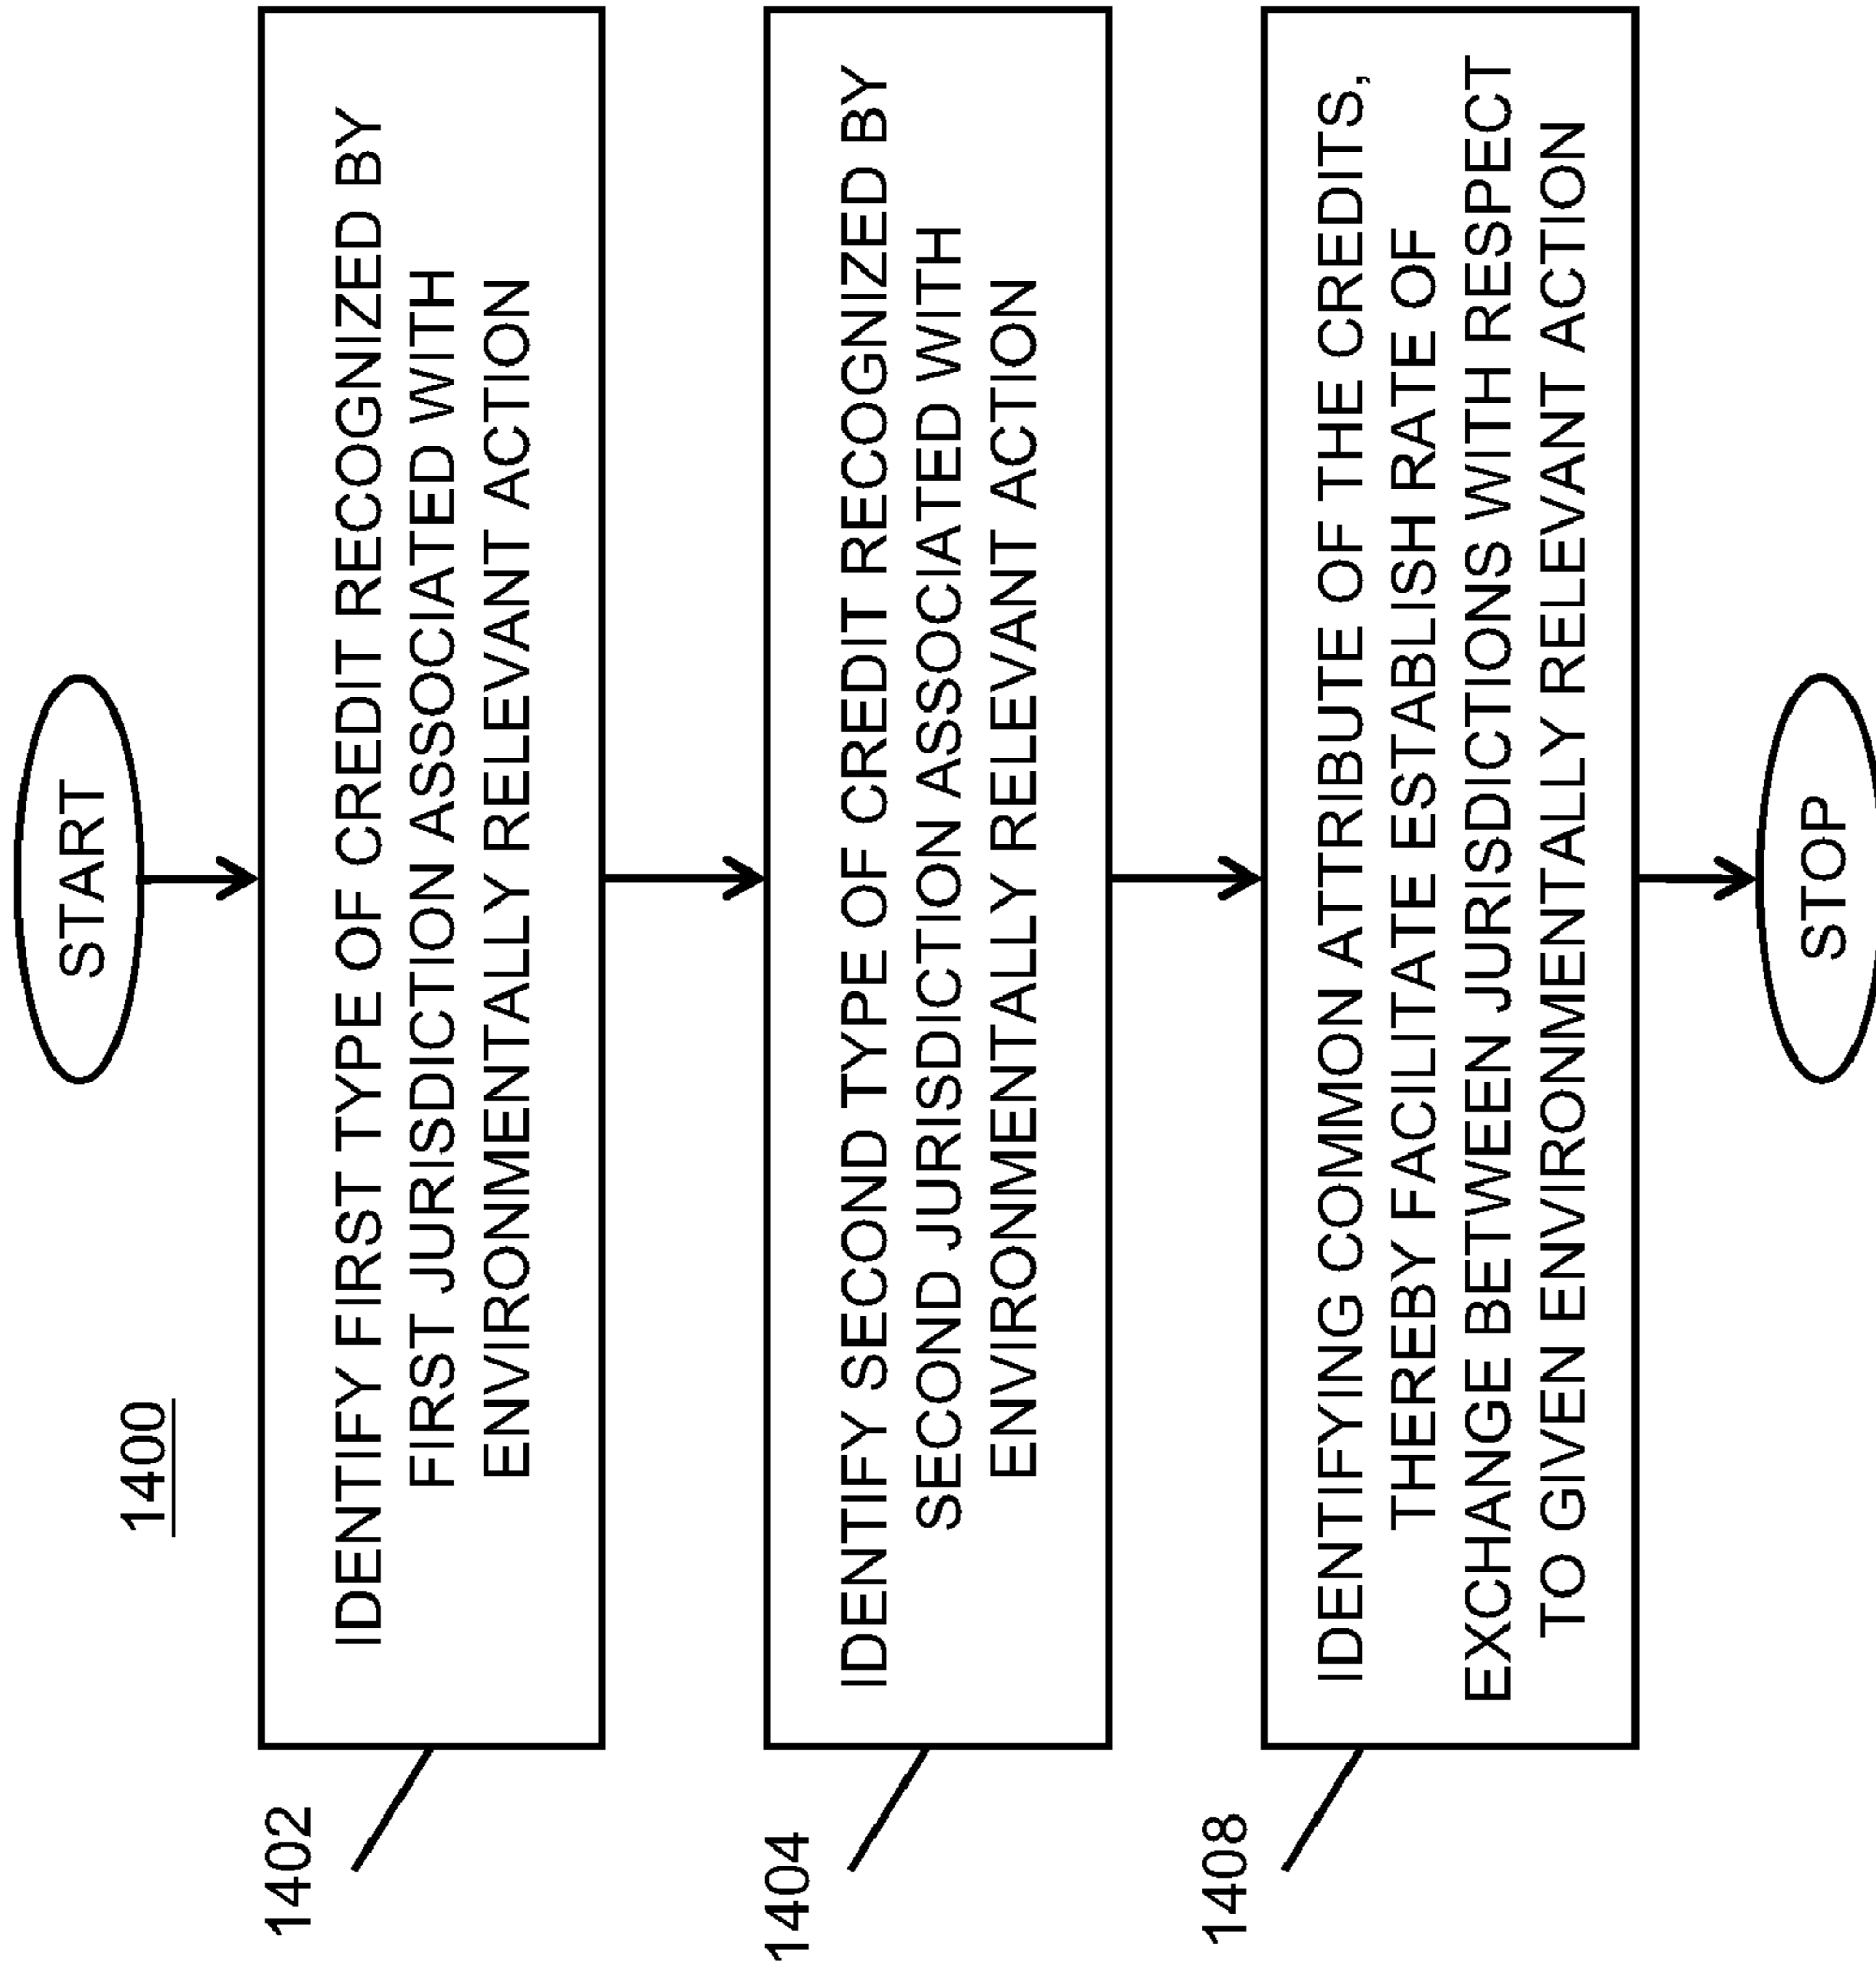 1400
START
1402
IDENTIFY FIRST TYPE OF CREDIT RECOGNIZED BY
FIRST JURISDICTION ASSOCIATED WITH
ENVIRONMENTALLY RELEVANT ACTION
1404
IDENTIFY SECOND TYPE OF CREDIT RECOGNIZED BY
SECOND JURISDICTION ASSOCIATED WITH
ENVIRONMENTALLY RELEVANT ACTION
1408
IDENTIFYING COMMON ATTRIBUTE OF THE CREDITS,
THEREBY FACILITATE ESTABLISH RATE OF
EXCHANGE BETWEEN JURISDICTIONS WITH RESPECT
TO GIVEN ENVIRONMENTALLY RELEVANT ACTION
STOP